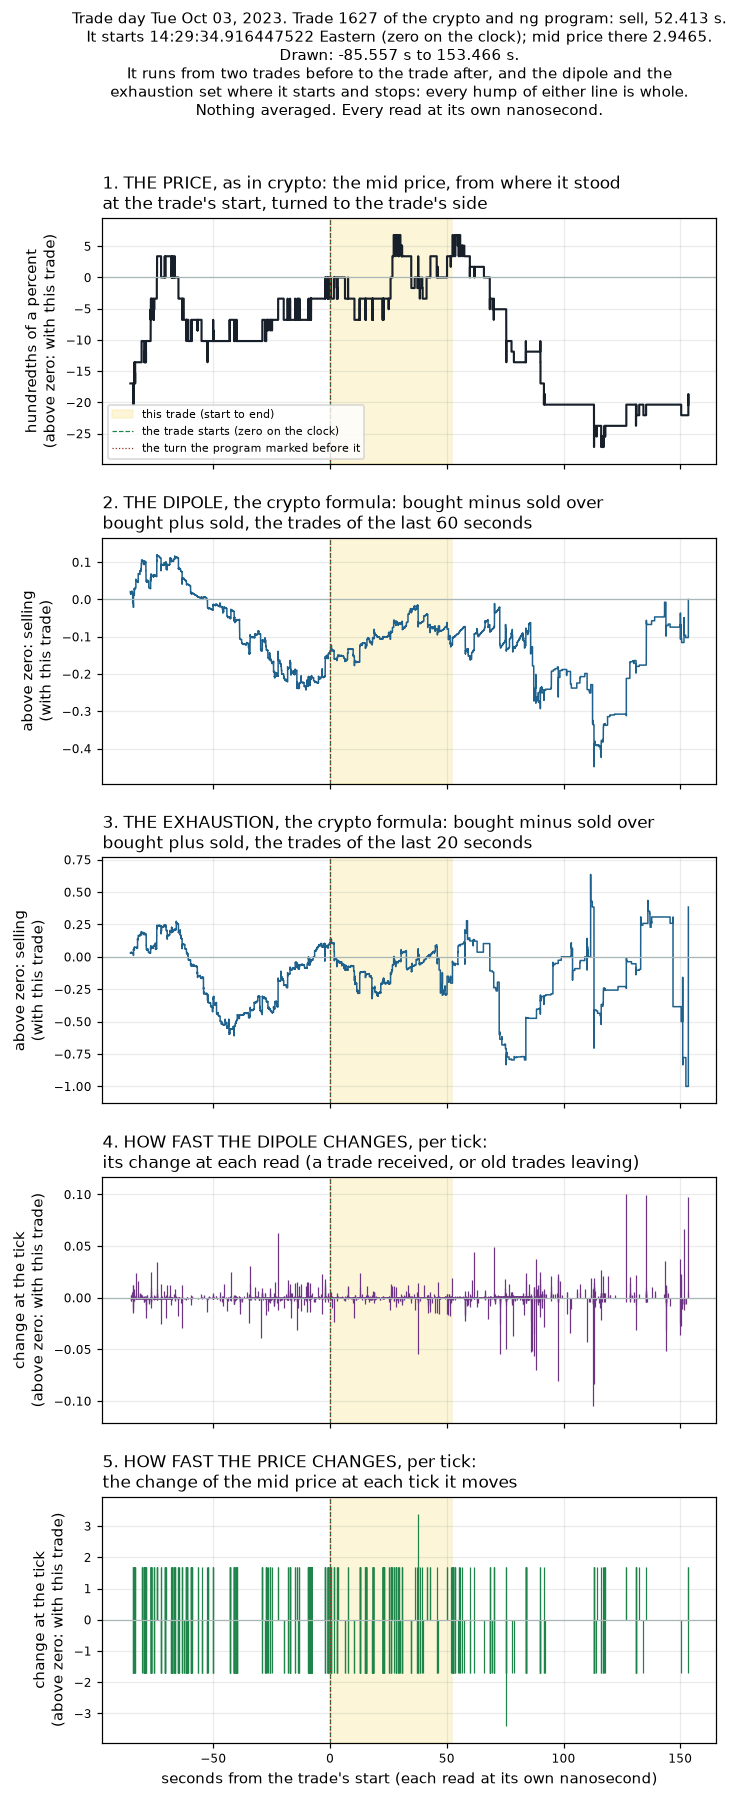 Trade day Tue Oct 03, 2023. Trade 1627 of the crypto and ng program: sell, 52.413 s.
It starts 14:29:34.916447522 Eastern (zero on the clock); mid price there 2.9465.
Drawn: -85.557 s to 153.466 s.
It runs from two trades before to the trade after, and the dipole and the
exhaustion set where it starts and stops: every hump of either line is whole.
Nothing averaged. Every read at its own nanosecond.
1. THE PRICE, as in crypto: the mid price, from where it stood
at the trade's start, turned to the trade's side
hundredths of a percent
(above zero: with this trade)
5
0
−5
−10
−15
−20
−25
this trade (start to end)
the trade starts (zero on the clock)
the turn the program marked before it
2. THE DIPOLE, the crypto formula: bought minus sold over
bought plus sold, the trades of the last 60 seconds
above zero: selling
(with this trade)
0.1
0.0
−0.1
−0.2
−0.3
−0.4
3. THE EXHAUSTION, the crypto formula: bought minus sold over
bought plus sold, the trades of the last 20 seconds
above zero: selling
(with this trade)
0.75
0.50
0.25
0.00
−0.25
−0.50
−0.75
−1.00
4. HOW FAST THE DIPOLE CHANGES, per tick:
its change at each read (a trade received, or old trades leaving)
change at the tick
(above zero: with this trade)
0.10
0.05
0.00
−0.05
−0.10
5. HOW FAST THE PRICE CHANGES, per tick:
the change of the mid price at each tick it moves
change at the tick
(above zero: with this trade)
3
2
1
0
−1
−2
−3
−50
0
50
100
150
seconds from the trade's start (each read at its own nanosecond)